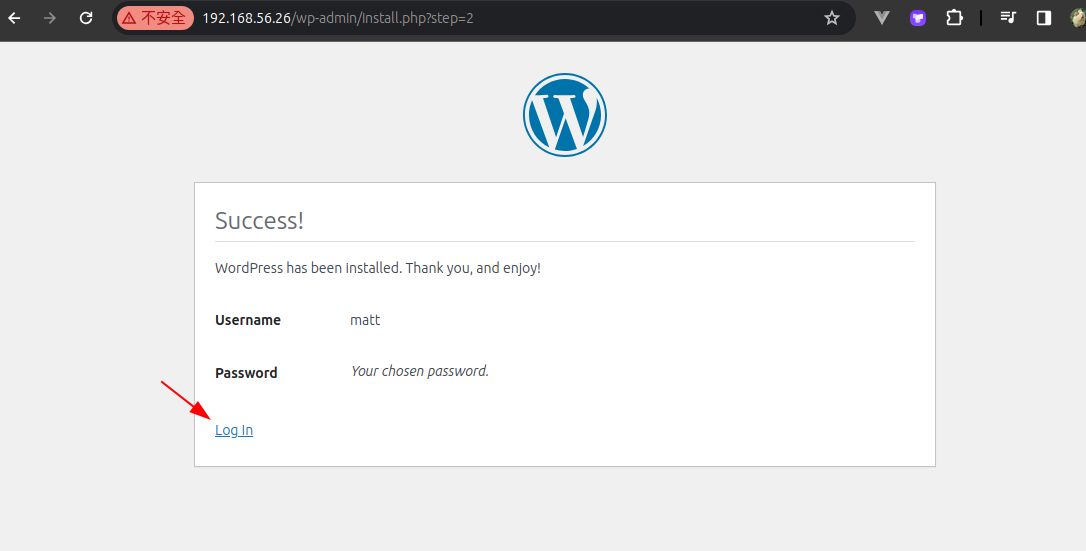 不安全 192.168.56.26/wp-admin/install.php?step=2
W
Success!
WordPress has been installed. Thank you, and enjoy!
Username matt
Password Your chosen password.
Log In